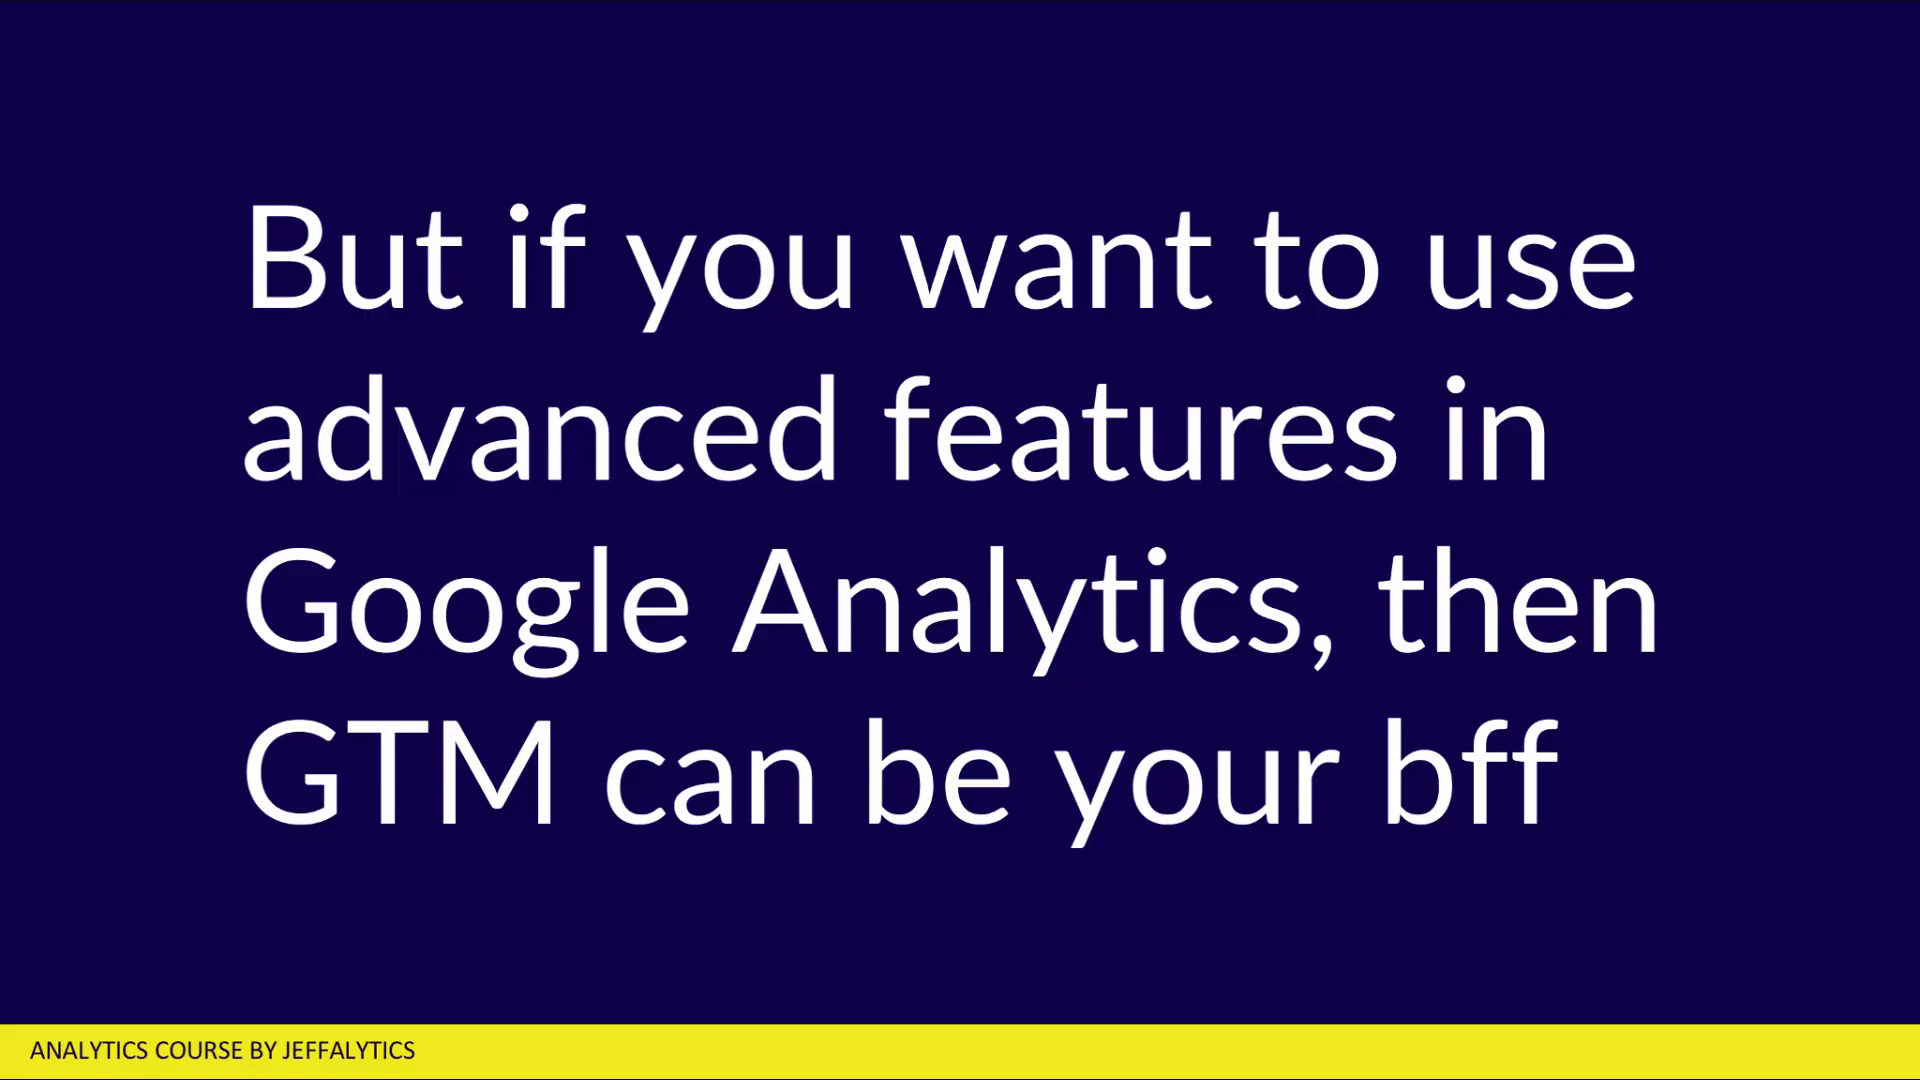 But if you want to use
advanced features in
Google Analytics, then
GTM can be your bff
ANALYTICS COURSE BY JEFFALYTICS